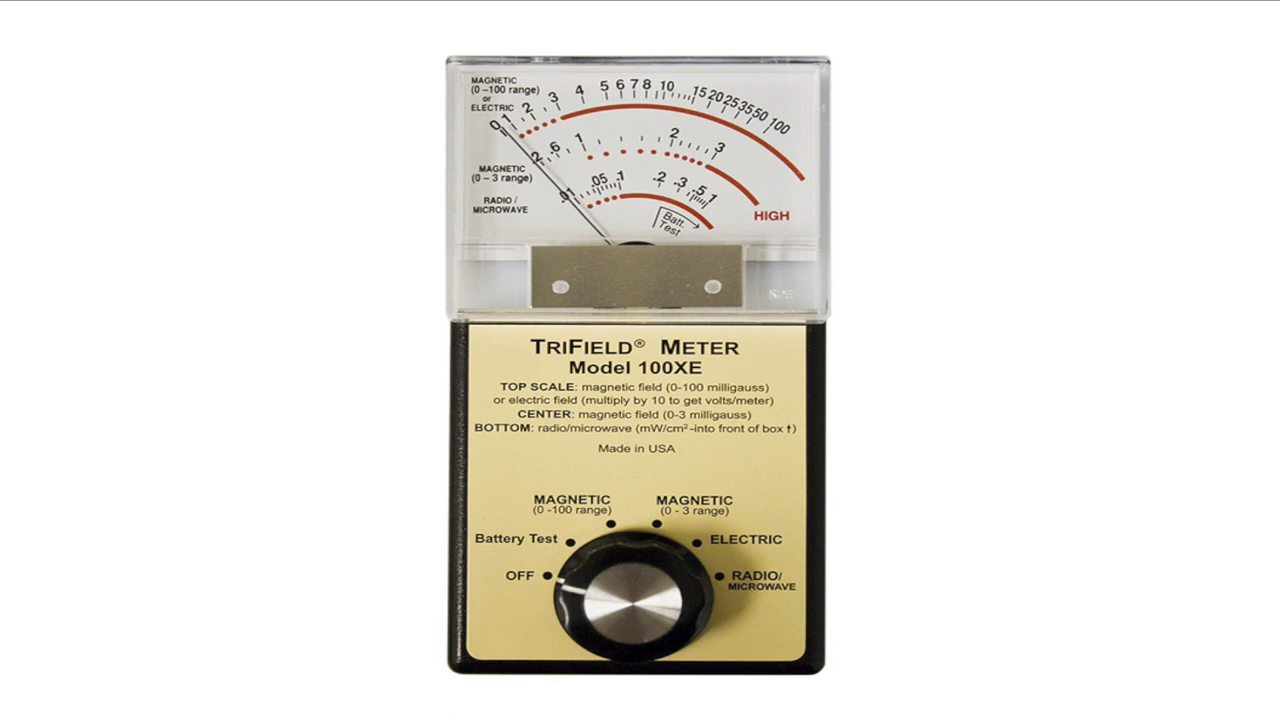 MAGNETIC
(0 –100 range)
or
ELECTRIC
0 1 2 3 4 5 6 7 8 10 15 20 25 35 50 100
MAGNETIC
(0 – 3 range)
.2 .6 1 2 3
RADIO /
MICROWAVE
.01 .05 .1 .2 .3 .5 1
HIGH
Batt.
Test
TRIFIELD® METER
Model 100XE
TOP SCALE: magnetic field (0-100 milligauss)
or electric field (multiply by 10 to get volts/meter)
CENTER: magnetic field (0-3 milligauss)
BOTTOM: radio/microwave (mW/cm²-into front of box †)
Made in USA
MAGNETIC
(0 -100 range)
MAGNETIC
(0 - 3 range)
Battery Test
ELECTRIC
OFF
RADIO/
MICROWAVE